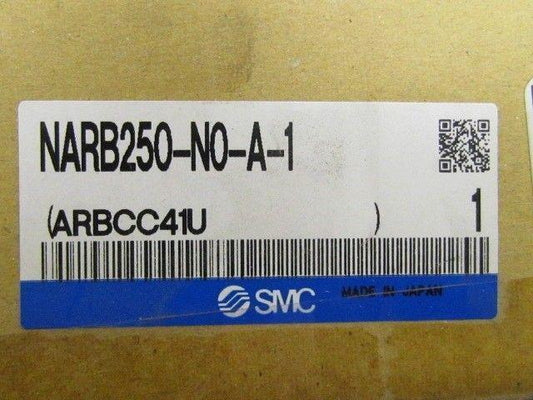 NARB250-N0-A-1
(ARBCC41U ) 1
SMC MADE IN JAPAN